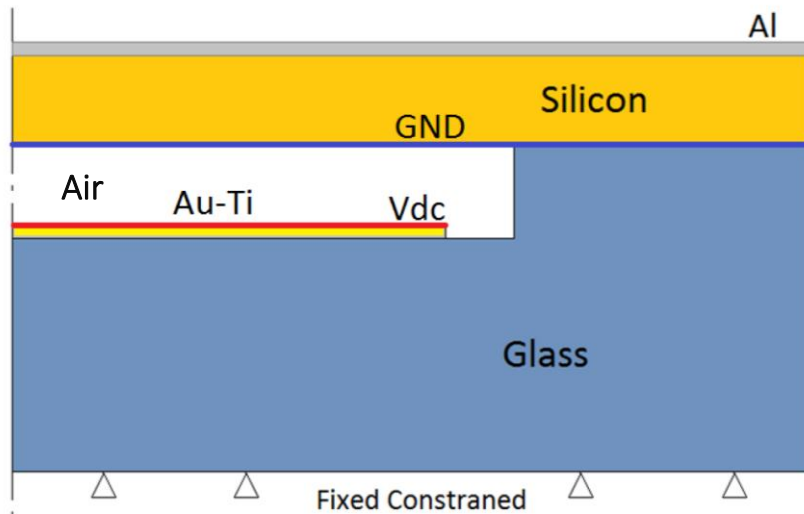 Al
Silicon
GND
Air
Au-Ti
Vdc
Glass
Fixed Constraned